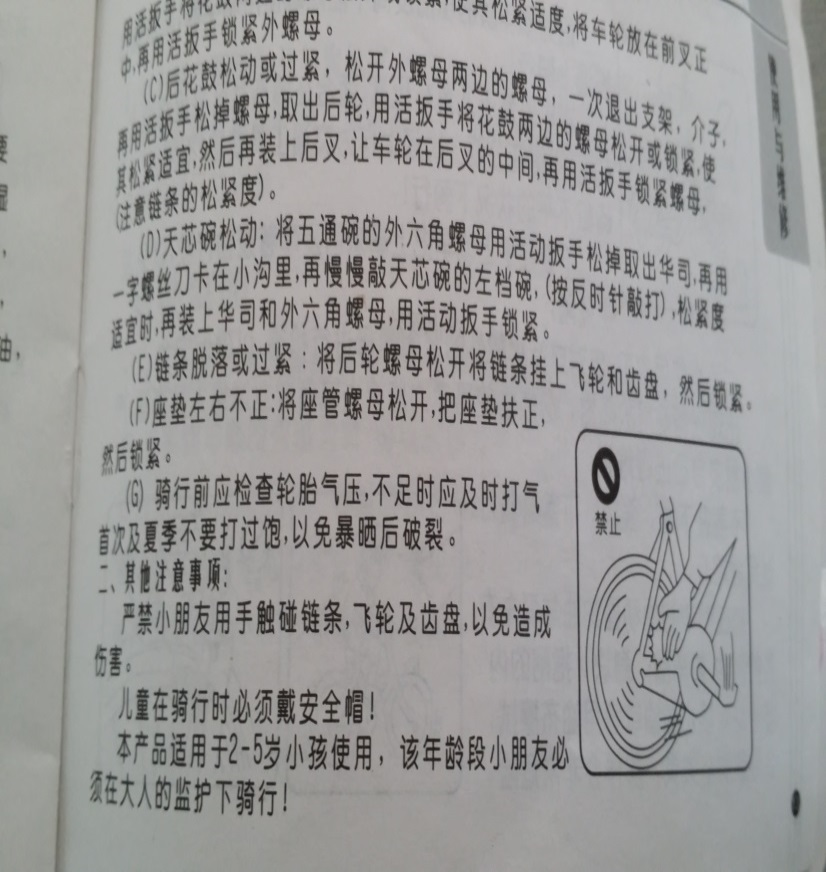 用活扳手将花鼓两边的
使其松紧适度,将车轮放在前叉正
中,再用活扳手锁紧外螺母。
(C)后花鼓松动或过紧，松开外螺母两边的螺母，一次退出支架，介子,
再用活扳手松掉螺母,取出后轮,用活扳手将花鼓两边的螺母松开或锁紧,使
其松紧适宜,然后再装上后叉,让车轮在后叉的中间,再用活扳手锁紧螺母,
(注意链条的松紧度)。
(D)天芯碗松动：将五通碗的外六角螺母用活动扳手松掉取出华司,再用
一字螺丝刀卡在小沟里,再慢慢敲天芯碗的左档碗,(按反时针敲打),松紧度
适宜时,再装上华司和外六角螺母,用活动扳手锁紧。
(E)链条脱落或过紧：将后轮螺母松开将链条挂上飞轮和齿盘，然后锁紧。
(F)座垫左右不正:将座管螺母松开,把座垫扶正,
然后锁紧。
(G) 骑行前应检查轮胎气压,不足时应及时打气
首次及夏季不要打过饱,以免暴晒后破裂。
二、其他注意事项:
严禁小朋友用手触碰链条,飞轮及齿盘,以免造成
伤害。
儿童在骑行时必须戴安全帽!
本产品适用于2-5岁小孩使用，该年龄段小朋友必
须在大人的监护下骑行!
禁止
使用与维修
要
湿
，
，
油,